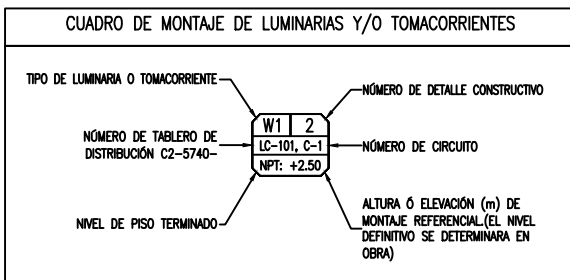 CUADRO DE MONTAJE DE LUMINARIAS Y/O TOMACORRIENTES
TIPO DE LUMINARIA O TOMACORRIENTE
NÚMERO DE DETALLE CONSTRUCTIVO
W1 2
NÚMERO DE TABLERO DE
DISTRIBUCIÓN C2-5740-
LC-101, C-1
NÚMERO DE CIRCUITO
NPT: +2.50
NIVEL DE PISO TERMINADO
ALTURA Ó ELEVACIÓN (m) DE
MONTAJE REFERENCIAL.(EL NIVEL
DEFINITIVO SE DETERMINARA EN
OBRA)